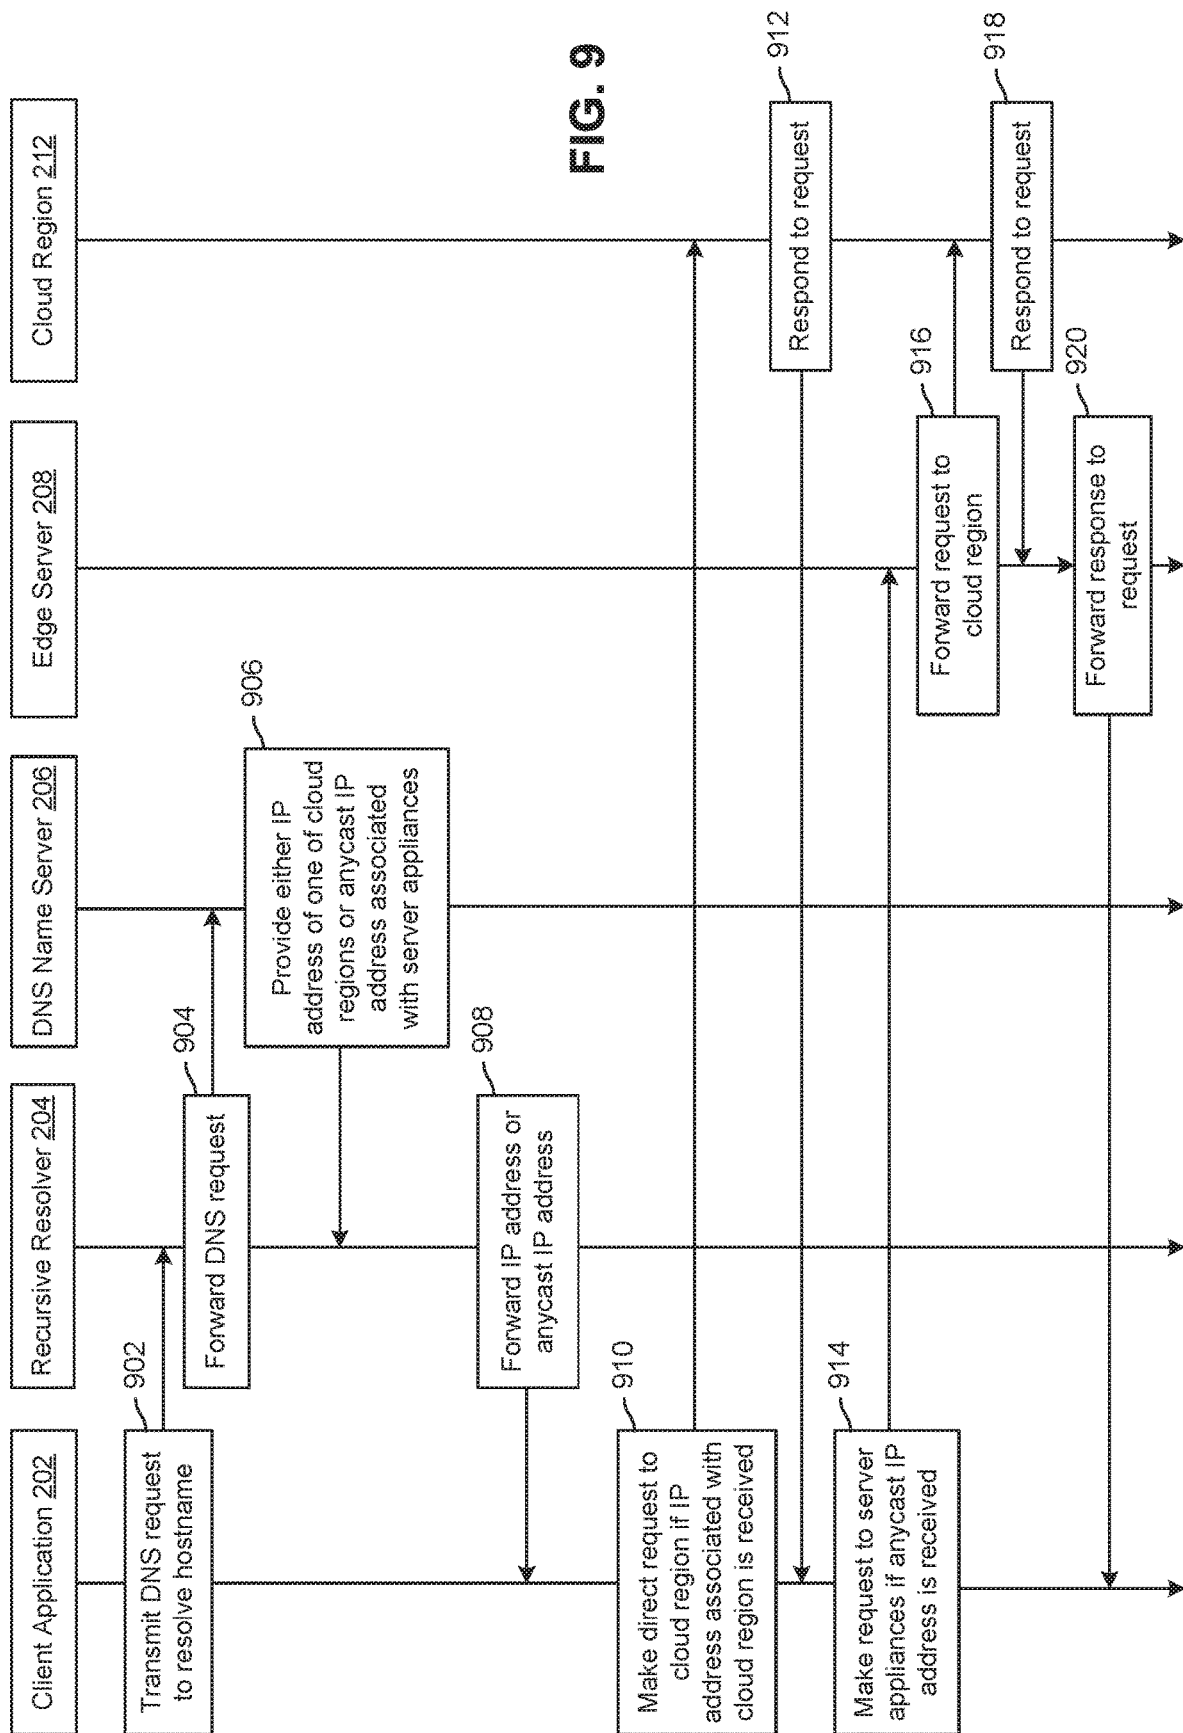 Client Application 202
Recursive Resolver 204
DNS Name Server 206
Edge Server 208
Cloud Region 212
902
Transmit DNS request
to resolve hostname
904
Forward DNS request
906
Provide either IP
address of one of cloud
regions or anycast IP
address associated
with server appliances
908
Forward IP address or
anycast IP address
910
Make direct request to
cloud region if IP
address associated with
cloud region is received
912
Respond to request
914
Make request to server
appliances if anycast IP
address is received
916
Forward request to
cloud region
918
Respond to request
920
Forward response to
request
FIG. 9